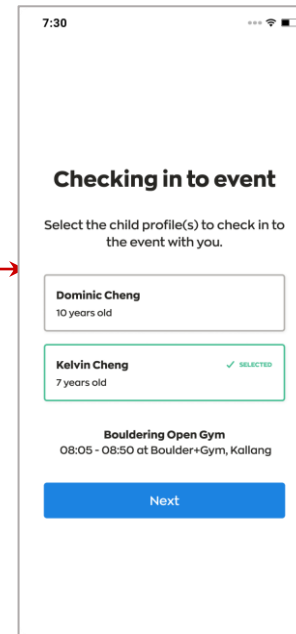 7:30
Checking in to event
Select the child profile(s) to check in to
the event with you.
Dominic Cheng
10 years old
Kelvin Cheng
✓ SELECTED
7 years old
Bouldering Open Gym
08:05 - 08:50 at Boulder+Gym, Kallang
Next